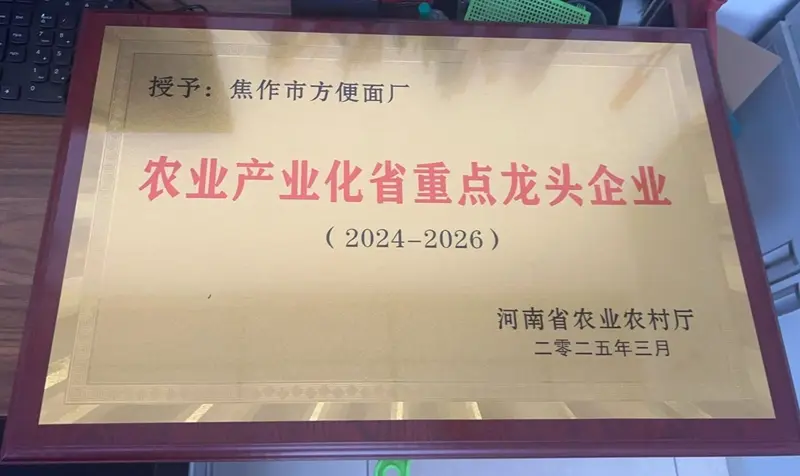 授予：焦作市方便面厂
农业产业化省重点龙头企业
（2024-2026）
河南省农业农村厅
二零二五年三月